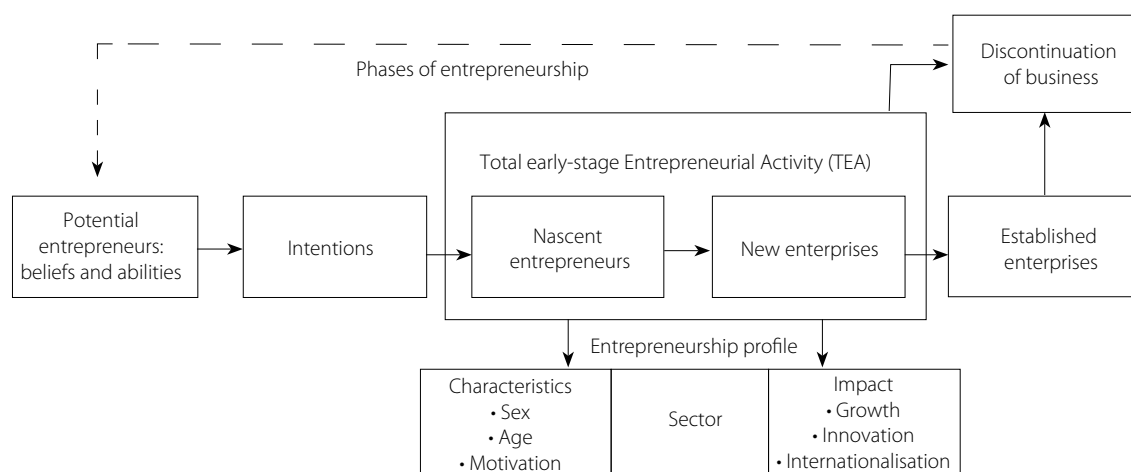 Discontinuation
of business
Phases of entrepreneurship
Total early-stage Entrepreneurial Activity (TEA)
Potential
entrepreneurs:
beliefs and abilities
Intentions
Nascent
entrepreneurs
New enterprises
Established
enterprises
Entrepreneurship profile
Characteristics
• Sex
• Age
• Motivation
Sector
Impact
• Growth
• Innovation
• Internationalisation